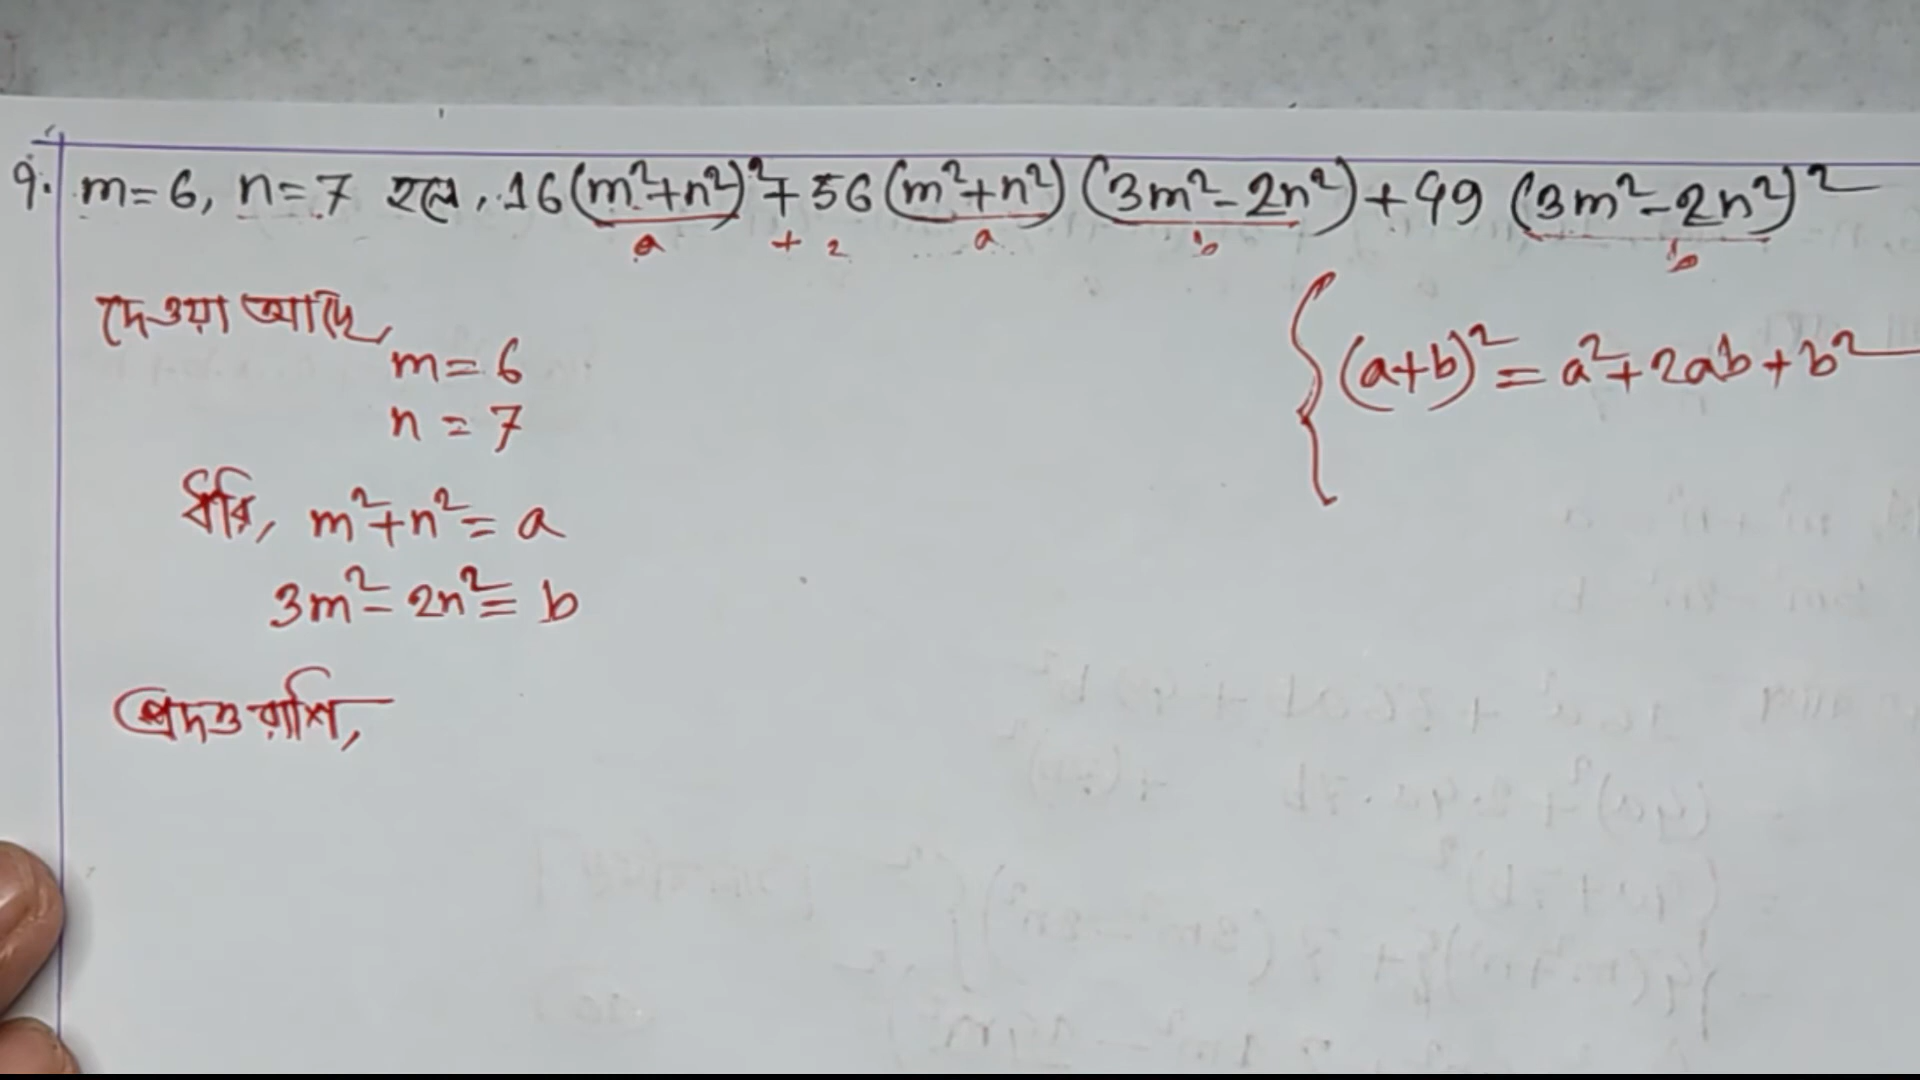 9. m=6, n=7 হলে, 16(m²+n²)²+56(m²+n²)(3m²-2n²)+49(3m²-2n²)²
a + 2 a b b
দেওয়া আছে,
m=6
n=7
{(a+b)²=a²+2ab+b²
ধরি, m²+n²=a
3m²-2n²=b
প্রদত্ত রাশি,